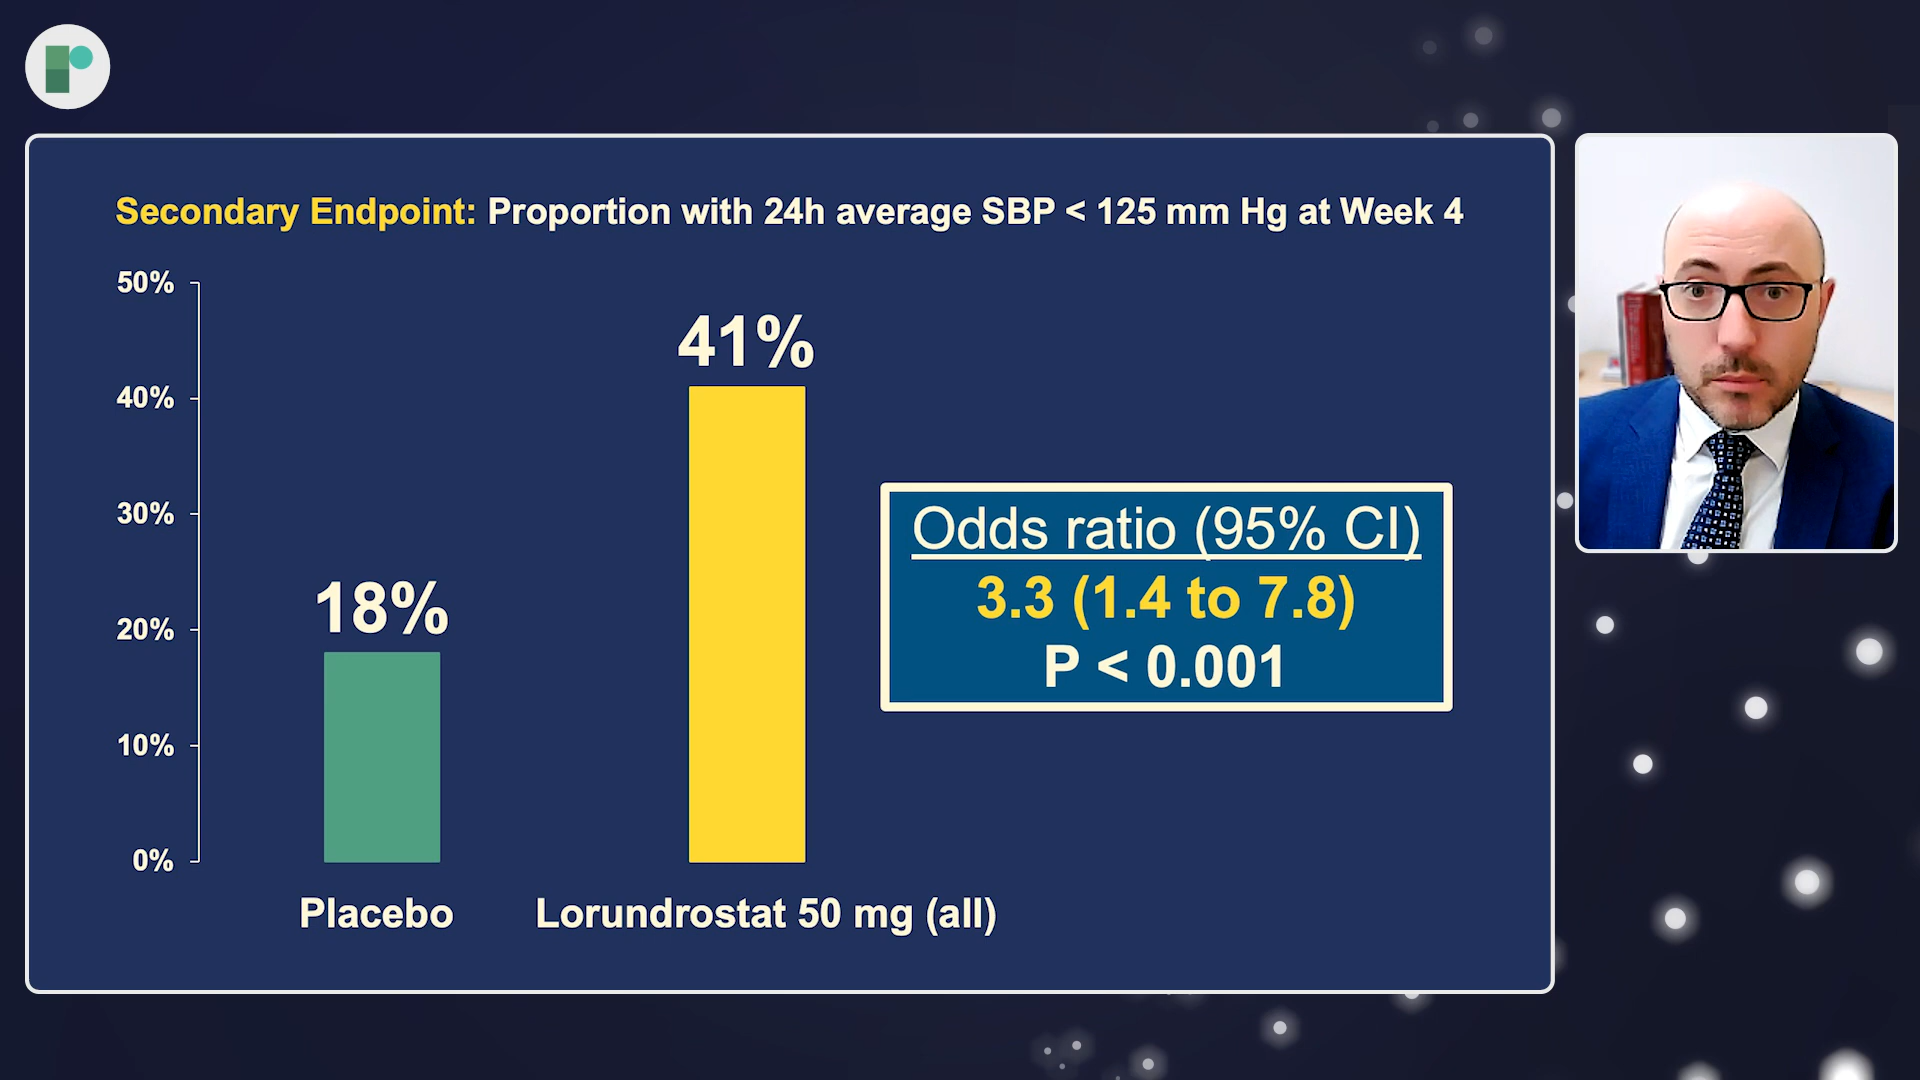 Secondary Endpoint: Proportion with 24h average SBP < 125 mm Hg at Week 4
50%
40%
30%
20%
10%
0%
18%
41%
Placebo
Lorundrostat 50 mg (all)
Odds ratio (95% CI)
3.3 (1.4 to 7.8)
P < 0.001